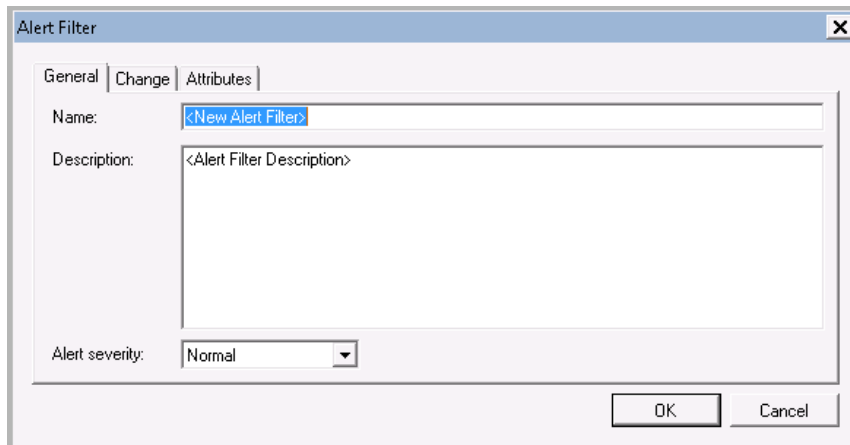 Alert Filter
General Change Attributes
Name: <New Alert Filter>
Description: <Alert Filter Description>
Alert severity: Normal
OK Cancel